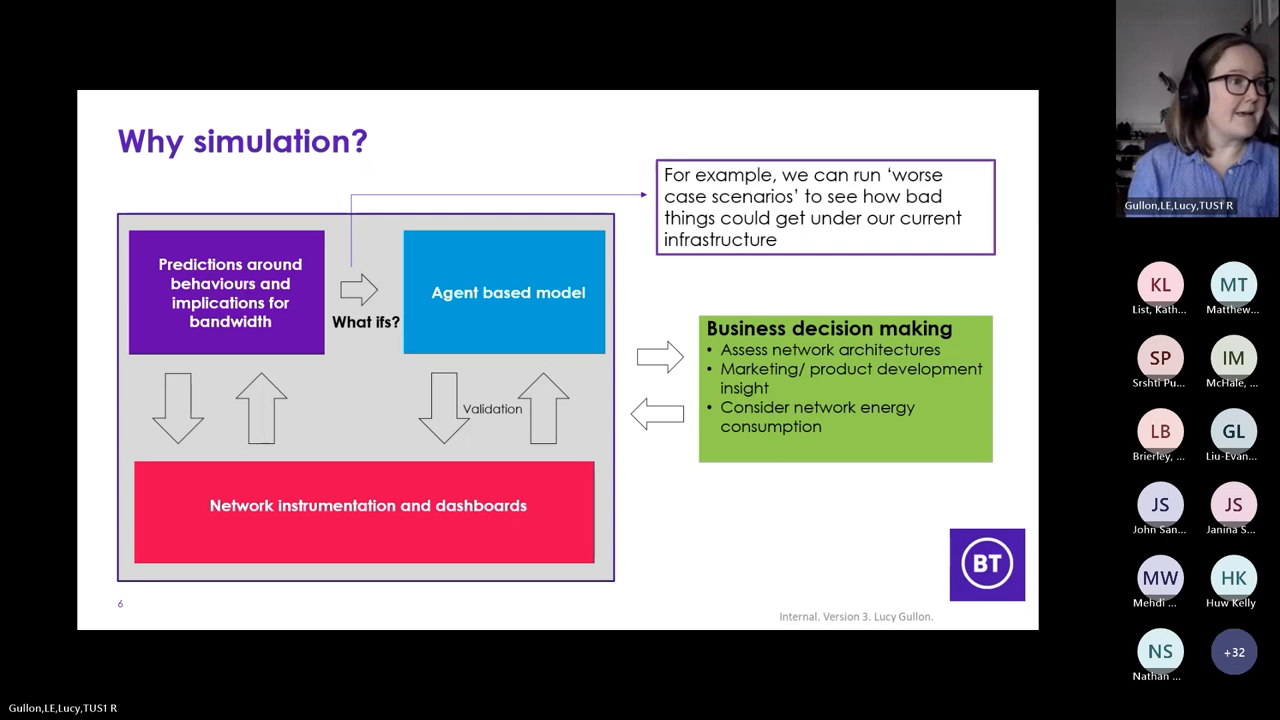 Why simulation?
For example, we can run ‘worse
case scenarios’ to see how bad
things could get under our current
infrastructure
Predictions around
behaviours and
implications for
bandwidth
What ifs?
Agent based model
Validation
Network instrumentation and dashboards
Business decision making
• Assess network architectures
• Marketing/ product development
insight
• Consider network energy
consumption
BT
6
Internal. Version 3. Lucy Gullon.
Gullon,LE,Lucy,TUS1 R
KL
MT
List, Kath...
Matthew...
SP
IM
Srshti Pu...
McHale, ...
LB
GL
Brierley, ...
Liu-Evan...
JS
JS
John San...
Janina S...
MW
HK
Mehdi ...
Huw Kelly
NS
+32
Nathan ...
Gullon,LE,Lucy,TUS1 R